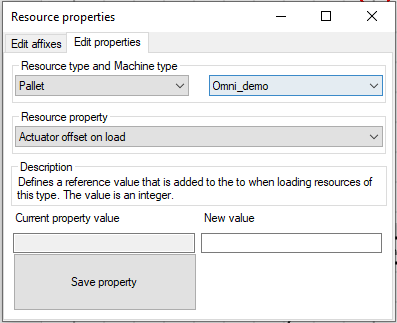 Resource properties
Edit affixes Edit properties
Resource type and Machine type
Pallet Omni_demo
Resource property
Actuator offset on load
Description
Defines a reference value that is added to the to when loading resources of
this type. The value is an integer.
Current property value New value
Save property